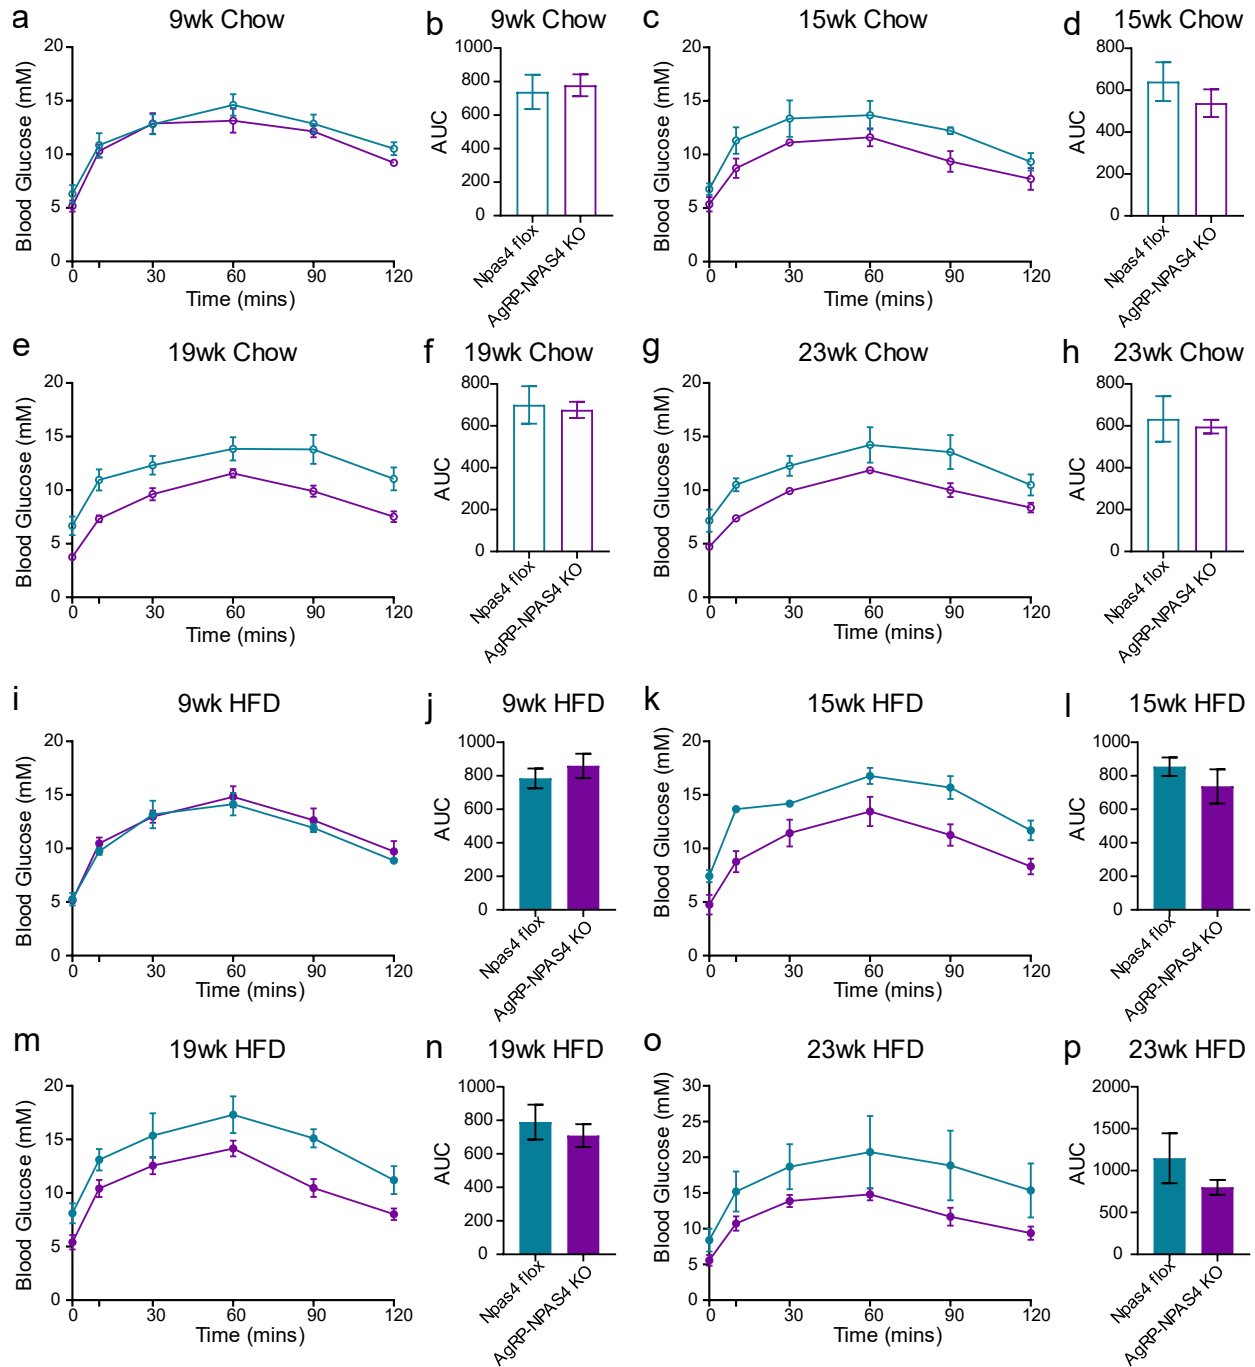 a
9wk Chow
20
15
10
5
0
Blood Glucose (mM)
0
30
60
90
120
Time (mins)
b
9wk Chow
1000
800
600
400
200
0
AUC
Npas4 flox
AgRP-NPAS4 KO
c
15wk Chow
20
15
10
5
0
Blood Glucose (mM)
0
30
60
90
120
Time (mins)
d
15wk Chow
800
600
400
200
0
AUC
Npas4 flox
AgRP-NPAS4 KO
e
19wk Chow
20
15
10
5
0
Blood Glucose (mM)
0
30
60
90
120
Time (mins)
f
19wk Chow
800
600
400
200
0
AUC
Npas4 flox
AgRP-NPAS4 KO
g
23wk Chow
20
15
10
5
0
Blood Glucose (mM)
0
30
60
90
120
Time (mins)
h
23wk Chow
800
600
400
200
0
AUC
Npas4 flox
AgRP-NPAS4 KO
i
9wk HFD
20
15
10
5
0
Blood Glucose (mM)
0
30
60
90
120
Time (mins)
j
9wk HFD
1000
800
600
400
200
0
AUC
Npas4 flox
AgRP-NPAS4 KO
k
15wk HFD
20
15
10
5
0
Blood Glucose (mM)
0
30
60
90
120
Time (mins)
l
15wk HFD
1000
800
600
400
200
0
AUC
Npas4 flox
AgRP-NPAS4 KO
m
19wk HFD
20
15
10
5
0
Blood Glucose (mM)
0
30
60
90
120
Time (mins)
n
19wk HFD
1000
800
600
400
200
0
AUC
Npas4 flox
AgRP-NPAS4 KO
o
23wk HFD
30
25
20
15
10
5
0
Blood Glucose (mM)
0
30
60
90
120
Time (mins)
p
23wk HFD
2000
1500
1000
500
0
AUC
Npas4 flox
AgRP-NPAS4 KO